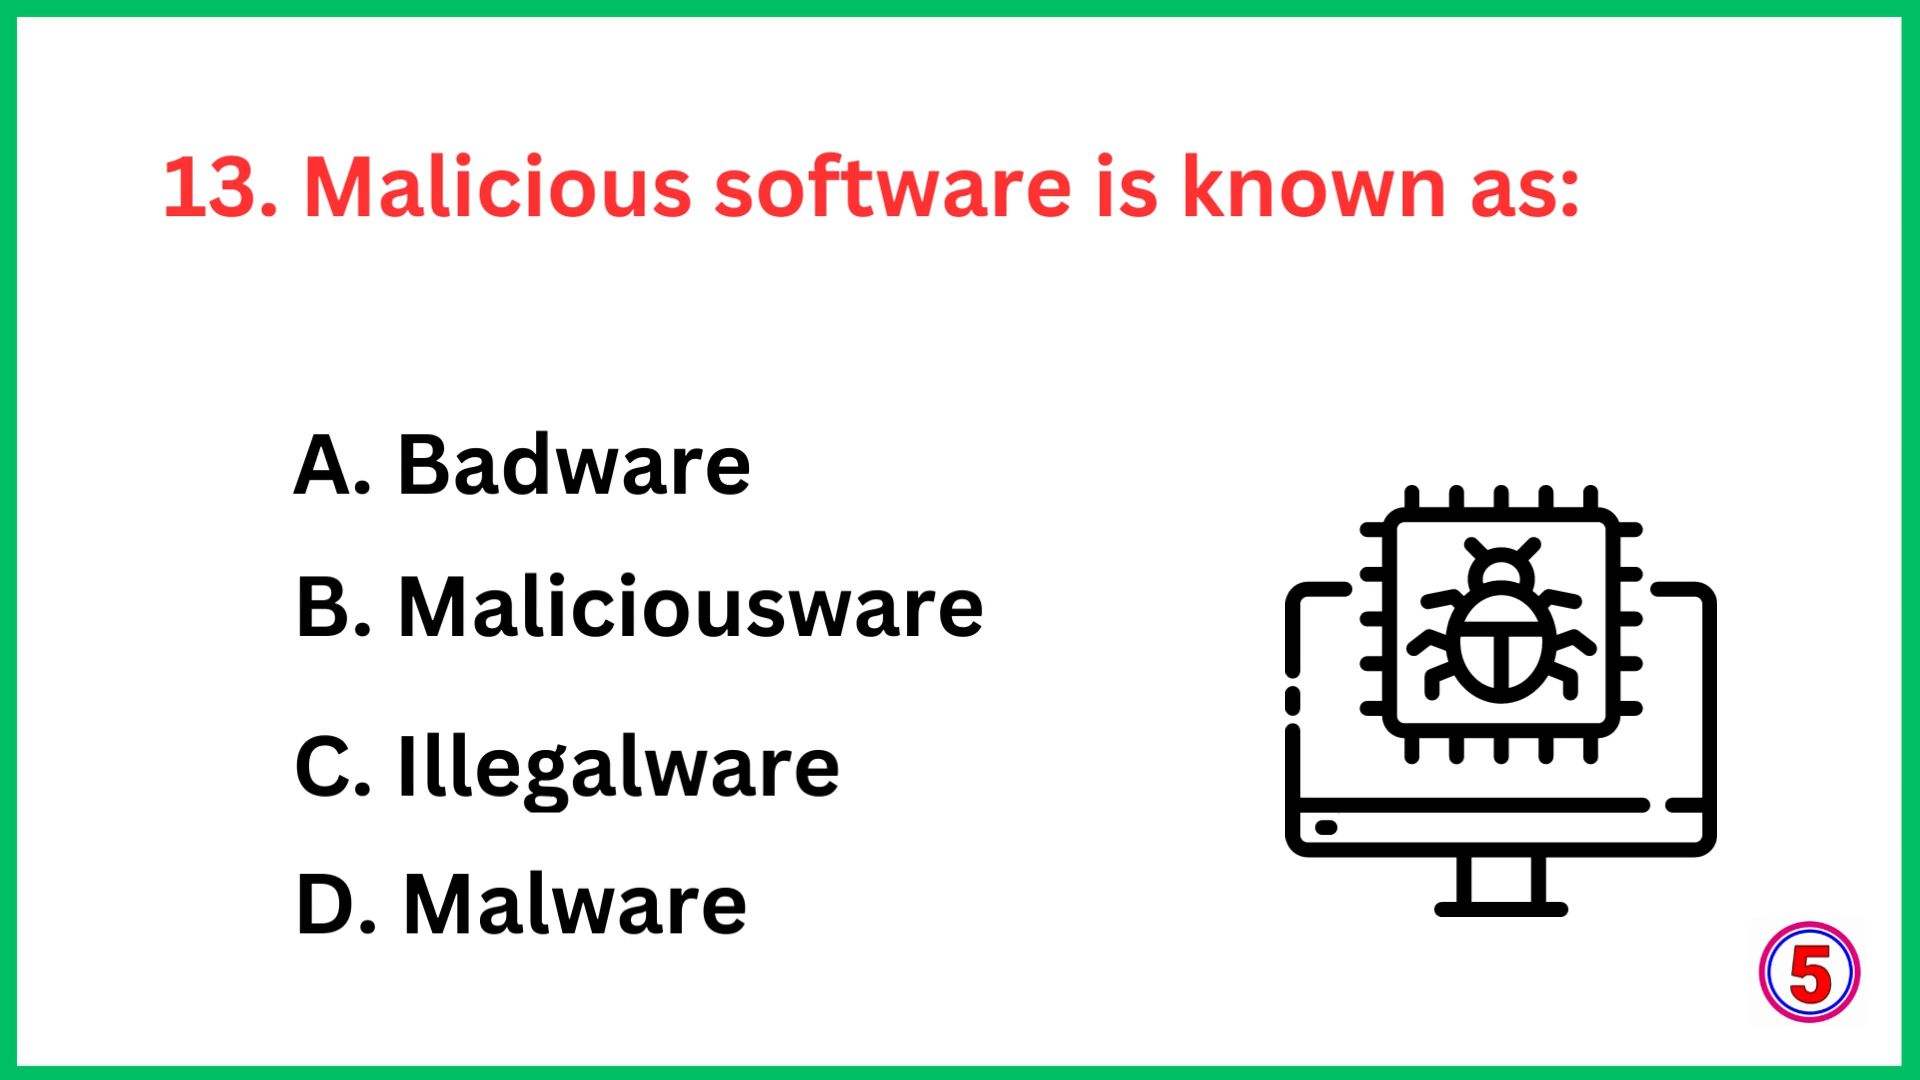 13. Malicious software is known as:
A. Badware
B. Maliciousware
C. Illegalware
D. Malware
5